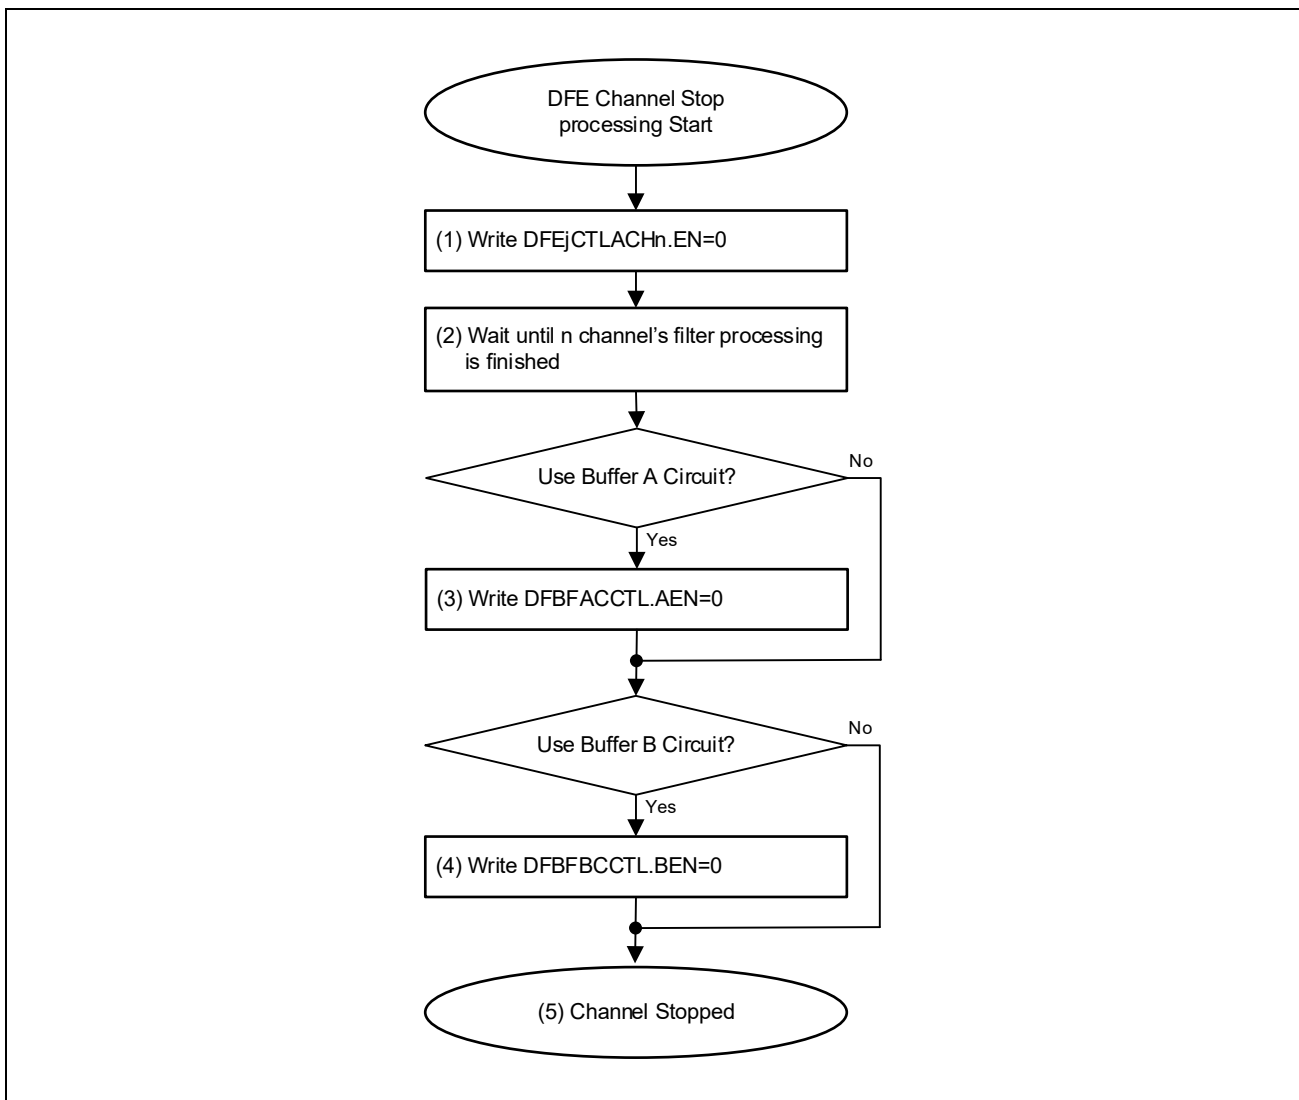 DFE Channel Stop
processing Start
(1) Write DFEjCTLACHn.EN=0
(2) Wait until n channel’s filter processing
is finished
Use Buffer A Circuit?
No
Yes
(3) Write DFBFACCTL.AEN=0
Use Buffer B Circuit?
No
Yes
(4) Write DFBFBCCTL.BEN=0
(5) Channel Stopped